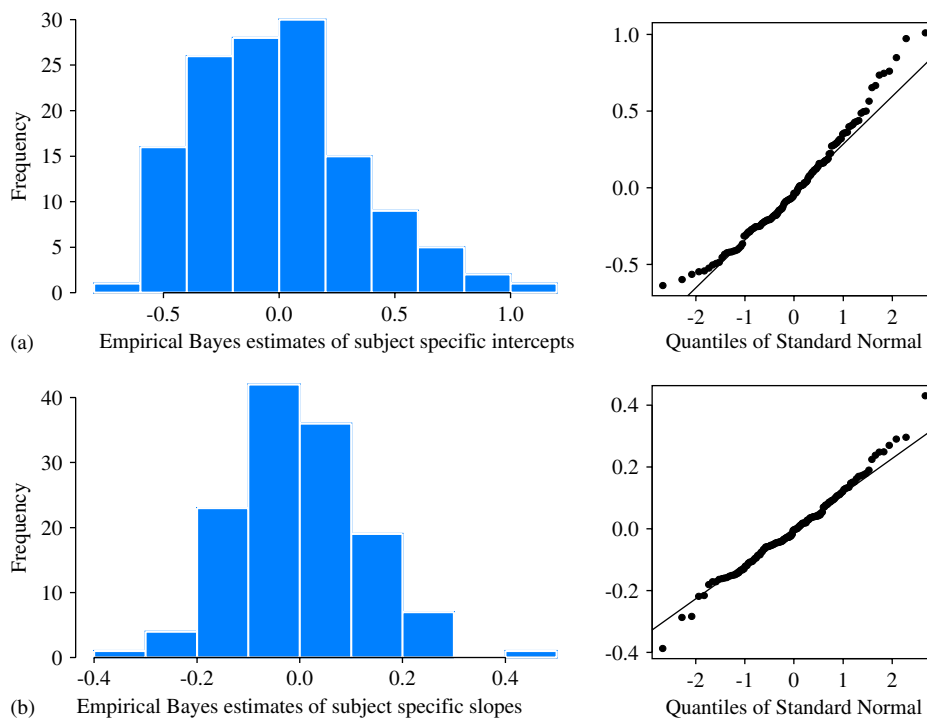 30
25
20
15
10
5
0
Frequency
-0.5 0.0 0.5 1.0
(a) Empirical Bayes estimates of subject specific intercepts
1.0
0.5
0.0
-0.5
-2 -1 0 1 2
Quantiles of Standard Normal
40
30
20
10
0
Frequency
-0.4 -0.2 0.0 0.2 0.4
(b) Empirical Bayes estimates of subject specific slopes
0.4
0.2
0.0
-0.2
-0.4
-2 -1 0 1 2
Quantiles of Standard Normal